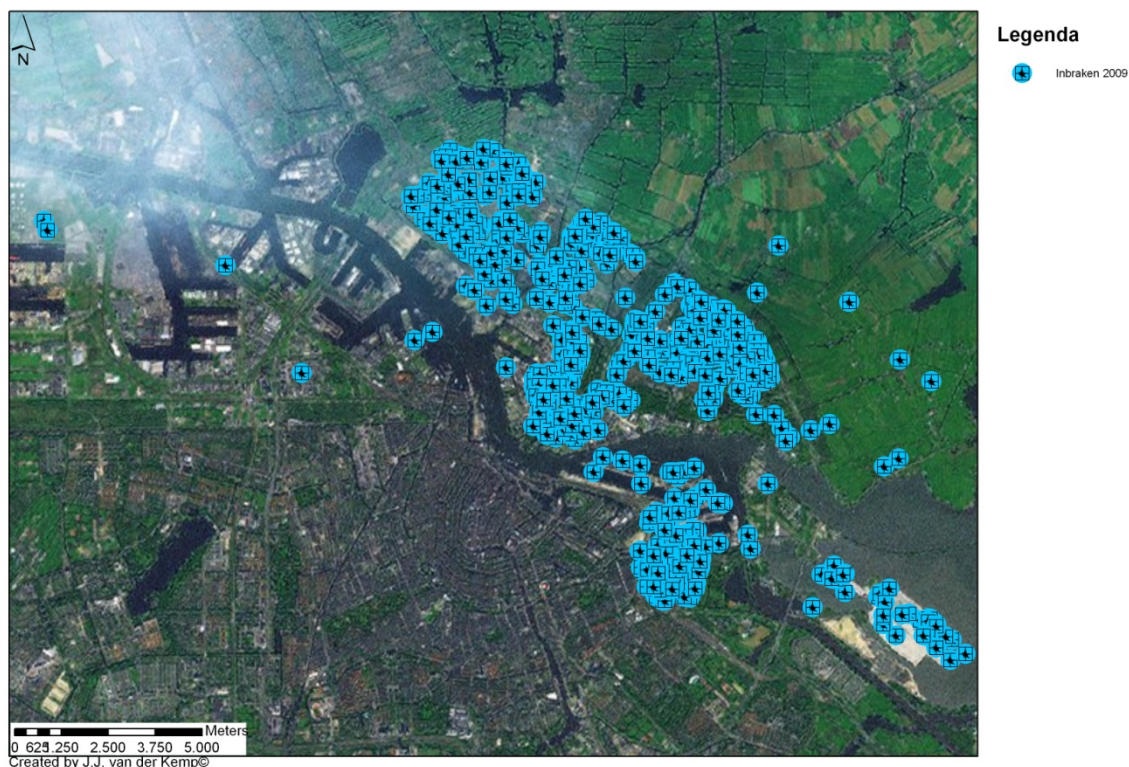 N
Legenda
Inbraken 2009
Meters
0 625 1.250 2.500 3.750 5.000
Created by J.J. van der Kemp©